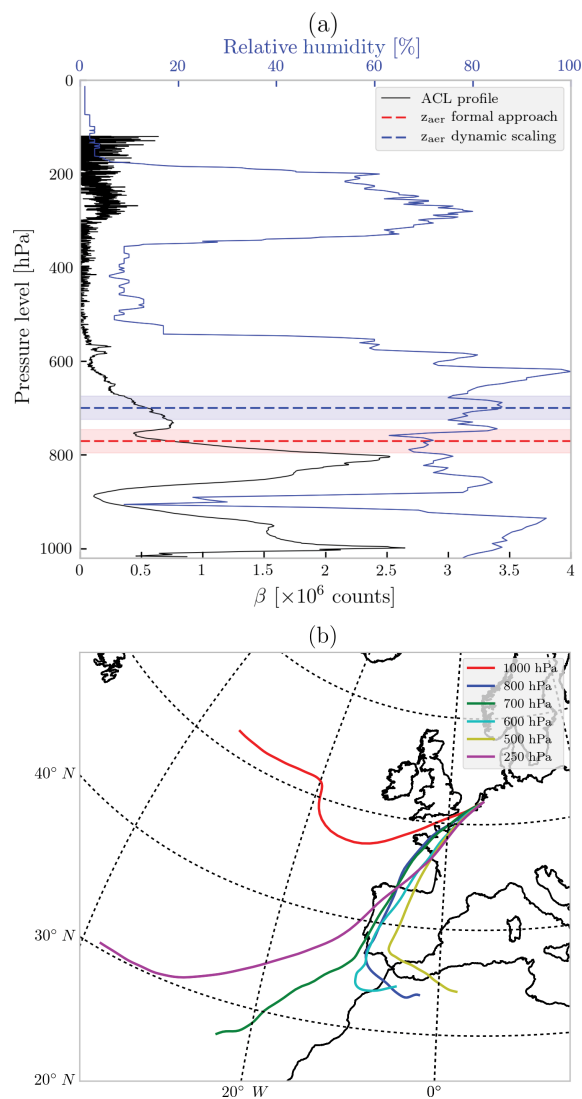 (a)
Relative humidity [%]
0 20 40 60 80 100
ACL profile
z_aer formal approach
z_aer dynamic scaling
Pressure level [hPa]
0
200
400
600
800
1000
0 0.5 1 1.5 2 2.5 3 3.5 4
β [×10⁶ counts]
(b)
1000 hPa
800 hPa
700 hPa
600 hPa
500 hPa
250 hPa
40° N
30° N
20° N
20° W 0°